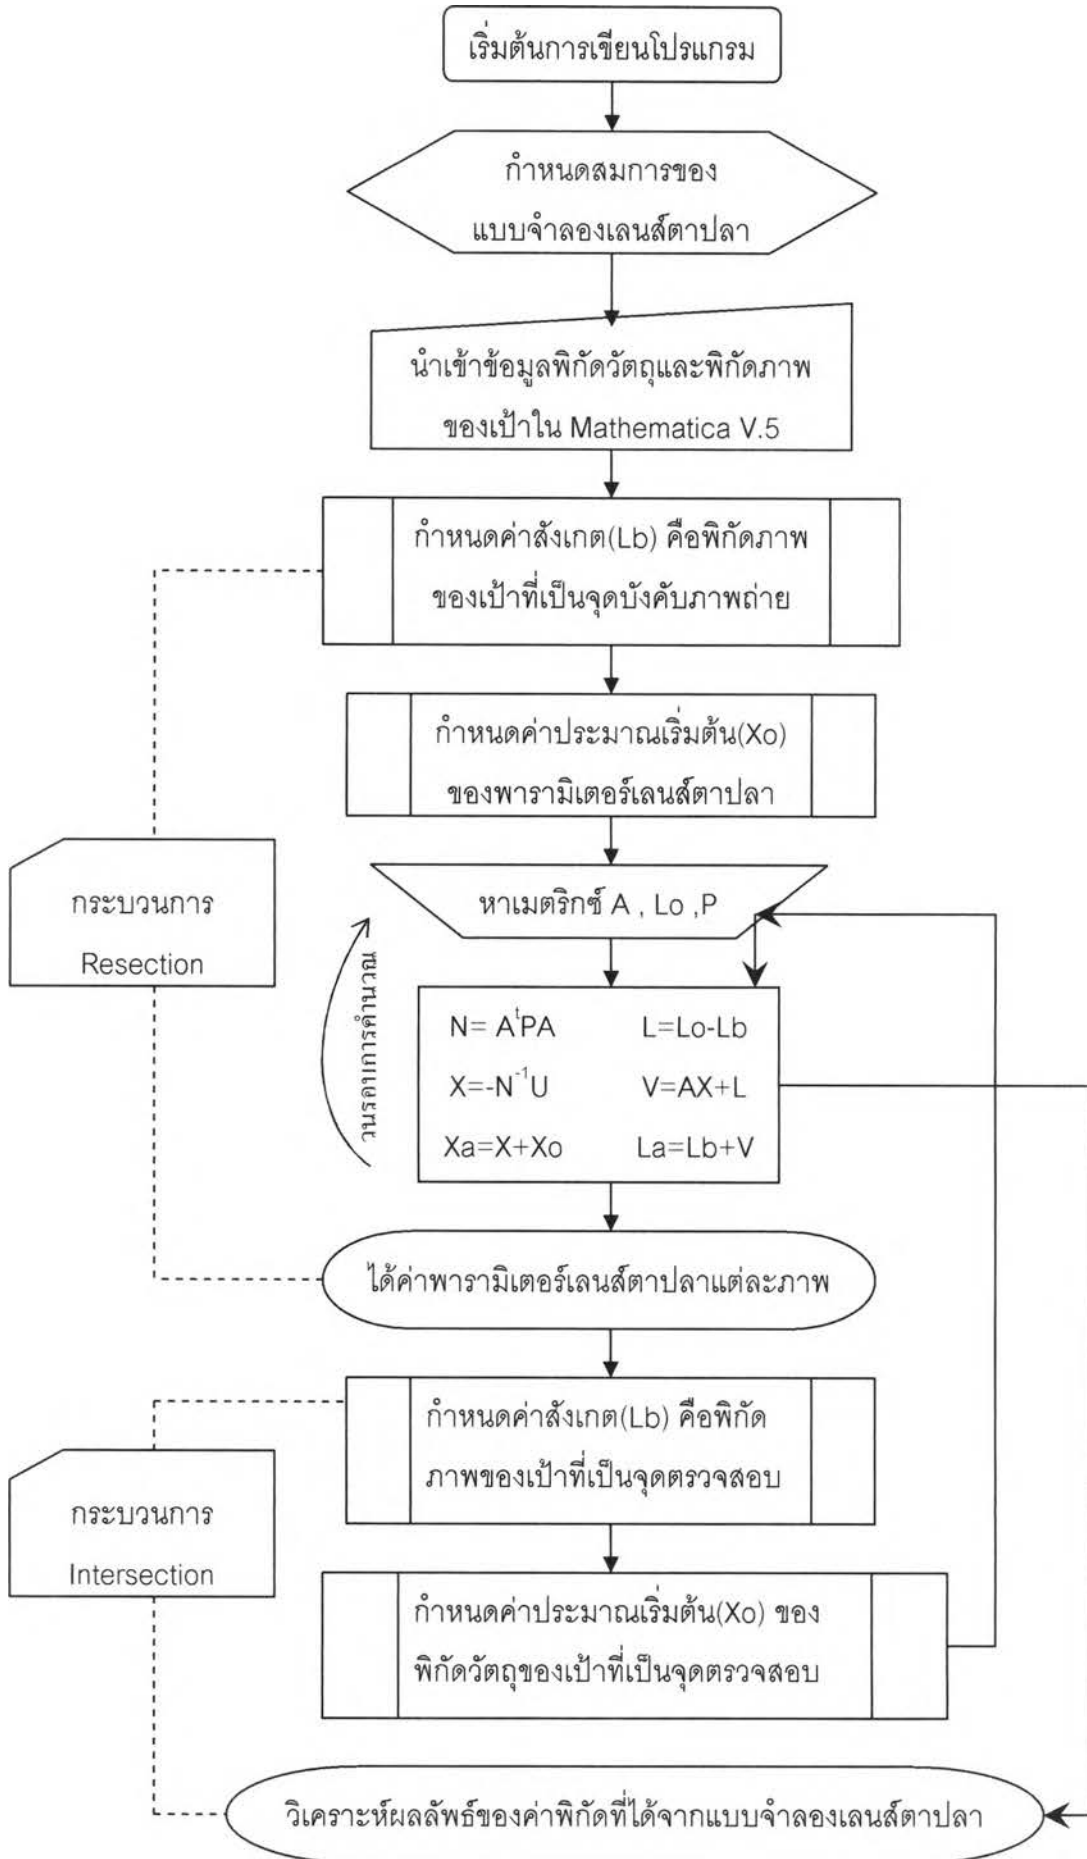 เริ่มต้นการเขียนโปรแกรม
กำหนดสมการของ
แบบจำลองเลนส์ตาปลา
นำเข้าข้อมูลพิกัดวัตถุและพิกัดภาพ
ของเป้าใน Mathematica V.5
กำหนดค่าสังเกต(Lb) คือพิกัดภาพ
ของเป้าที่เป็นจุดบังคับภาพถ่าย
กำหนดค่าประมาณเริ่มต้น(Xo)
ของพารามิเตอร์เลนส์ตาปลา
กระบวนการ
Resection
หาเมตริกซ์ A , Lo ,P
วนรอบการคำนวณ
N= AᵗPA L=Lo-Lb
X=-N⁻¹U V=AX+L
Xa=X+Xo La=Lb+V
ได้ค่าพารามิเตอร์เลนส์ตาปลาแต่ละภาพ
กำหนดค่าสังเกต(Lb) คือพิกัด
ภาพของเป้าที่เป็นจุดตรวจสอบ
กระบวนการ
Intersection
กำหนดค่าประมาณเริ่มต้น(Xo) ของ
พิกัดวัตถุของเป้าที่เป็นจุดตรวจสอบ
วิเคราะห์ผลลัพธ์ของค่าพิกัดที่ได้จากแบบจำลองเลนส์ตาปลา